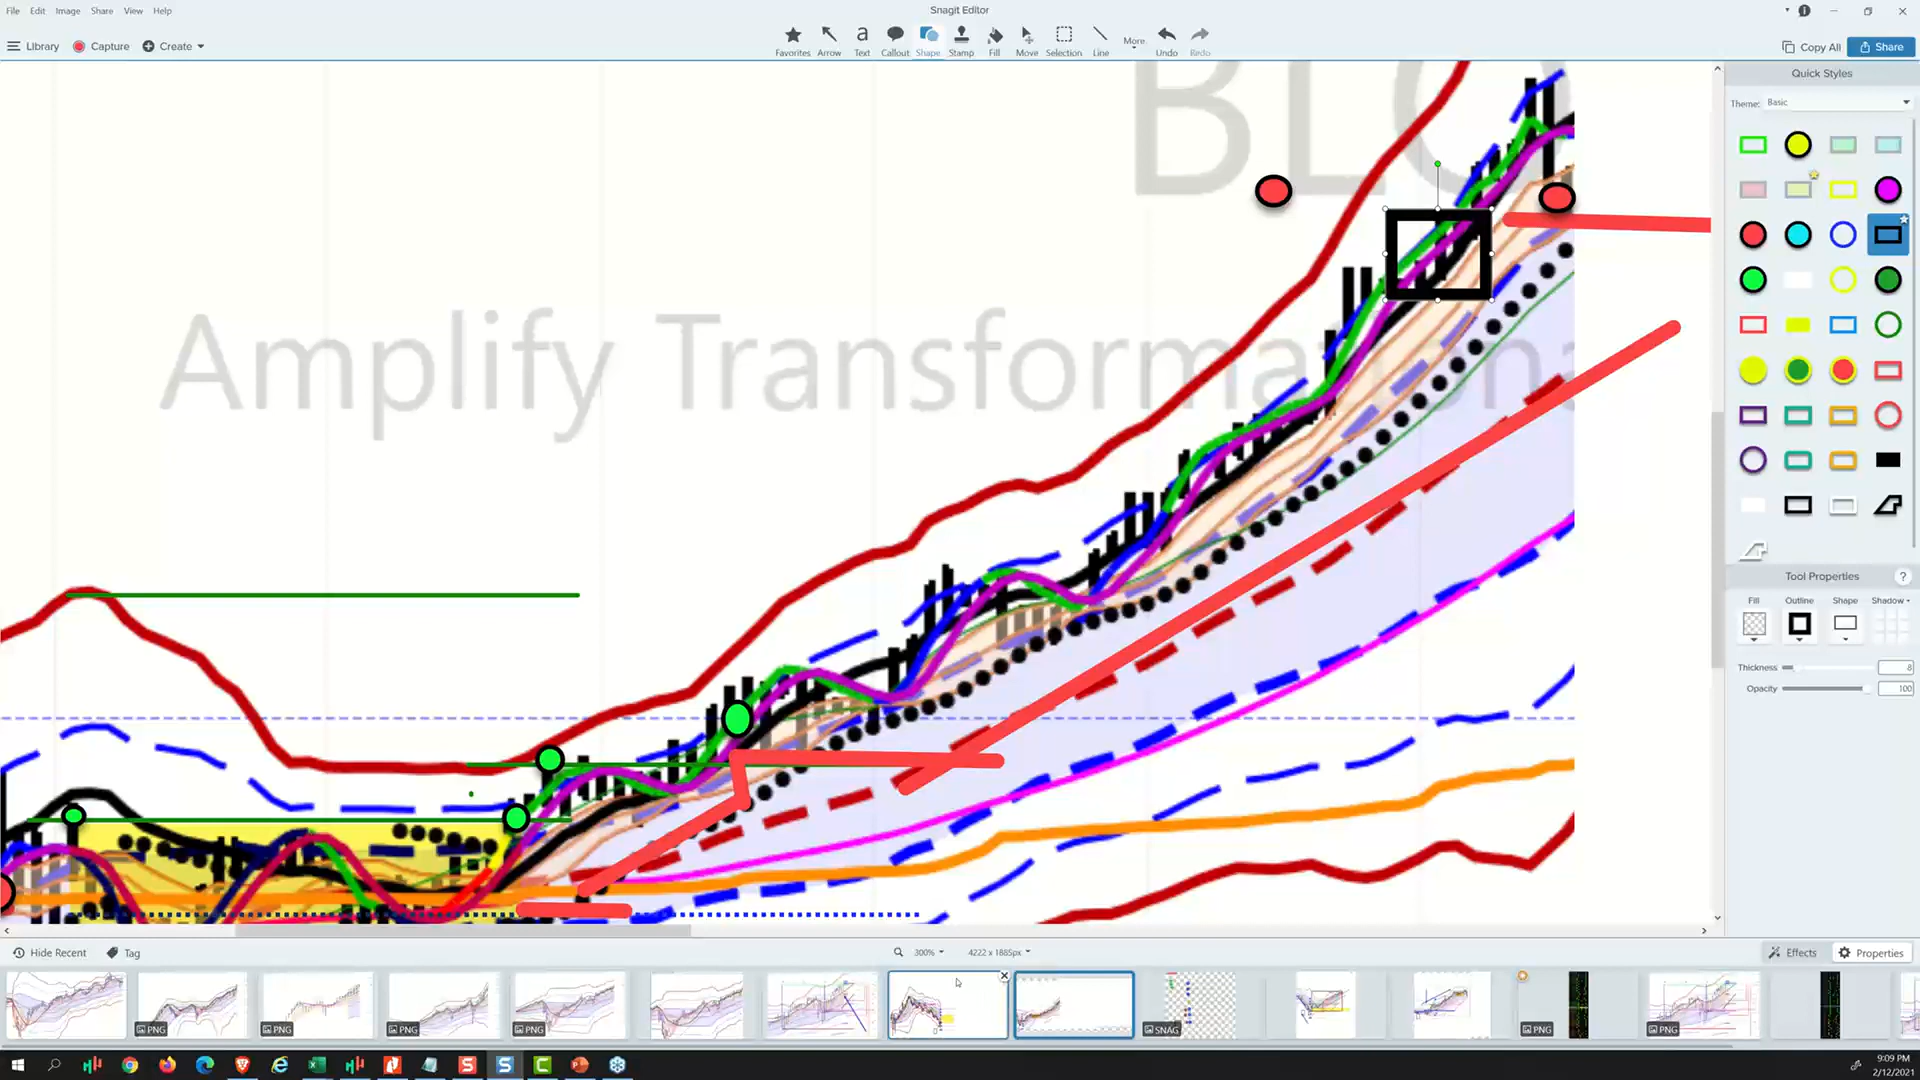 Snagit Editor
File Edit Image Share View Help
Library Capture Create
Favorites Arrow Text Callout Shape Stamp Fill Move Selection Line More Undo Redo
Copy All Share
Quick Styles
Theme: Basic
BLO
Amplify Transformationa
Tool Properties ?
Fill Outline Shape Shadow
Thickness 8
Opacity 100
Hide Recent Tag 300% 4222 x 1885px Effects Properties
PNG PNG PNG PNG SNAG PNG PNG
9:09 PM
2/12/2021